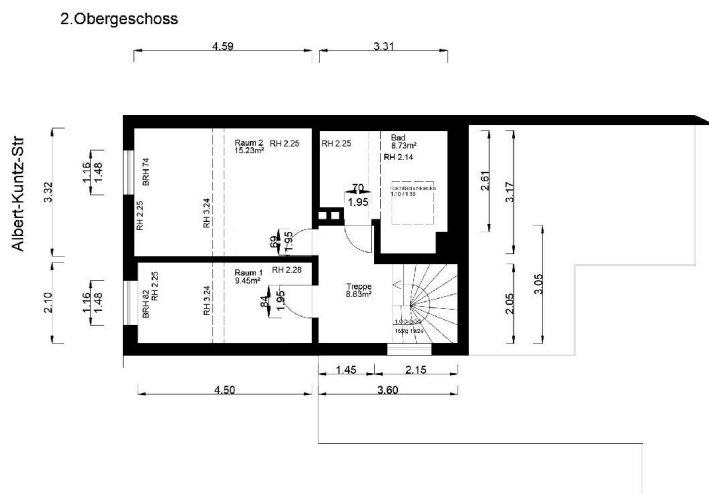 2.Obergeschoss
4.59
3.31
Albert-Kuntz-Str
3.32
1.16
1.48
BRH 74
RH 2.25
Raum 2
15.23m²
RH 2.25
RH 3.24
69
1.95
RH 2.25
Bad
8.73m²
RH 2.14
70
1.95
2.61
3.17
3.05
2.10
1.16
1.48
BRH 82
RH 2.25
Raum 1
9.45m²
RH 2.28
RH 3.24
84
1.95
Treppe
8.63m²
2.05
4.50
1.45
2.15
3.60